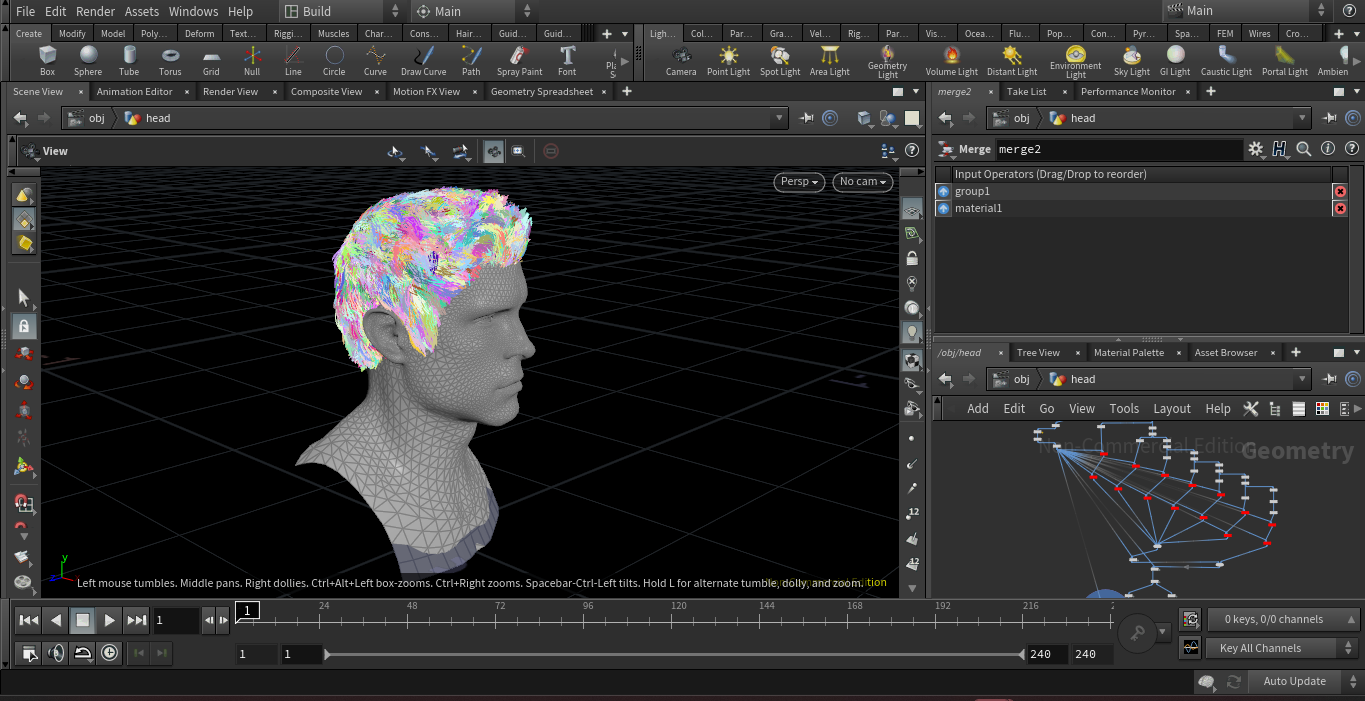 File Edit Render Assets Windows Help Build Main Main
Create Modify Model Poly... Deform Text... Riggi... Muscles Char... Cons... Hair... Guid... Guid... Ligh... Col... Par... Gra... Vel... Rig... Par... Vis... Ocea... Flu... Pop... Con... Pyr... Spa... FEM Wires Cro...
Box Sphere Tube Torus Grid Null Line Circle Curve Draw Curve Path Spray Paint Font Camera Point Light Spot Light Area Light Geometry Light Volume Light Distant Light Environment Light Sky Light GI Light Caustic Light Portal Light Ambien
Scene View Animation Editor Render View Composite View Motion FX View Geometry Spreadsheet
obj head
View
Persp No cam
merge2 Take List Performance Monitor
obj head
Merge merge2
Input Operators (Drag/Drop to reorder)
group1
material1
/obj/head Tree View Material Palette Asset Browser
obj head
Add Edit Go View Tools Layout Help
Non-Commercial Edition
Geometry
12
12
y
Left mouse tumbles. Middle pans. Right dollies. Ctrl+Alt+Left box-zooms. Ctrl+Right zooms. Spacebar-Ctrl-Left tilts. Hold L for alternate tumble, dolly, and zoom.
1 1 24 48 72 96 120 144 168 192 216
0 keys, 0/0 channels
1 1 240 240
Key All Channels
Auto Update